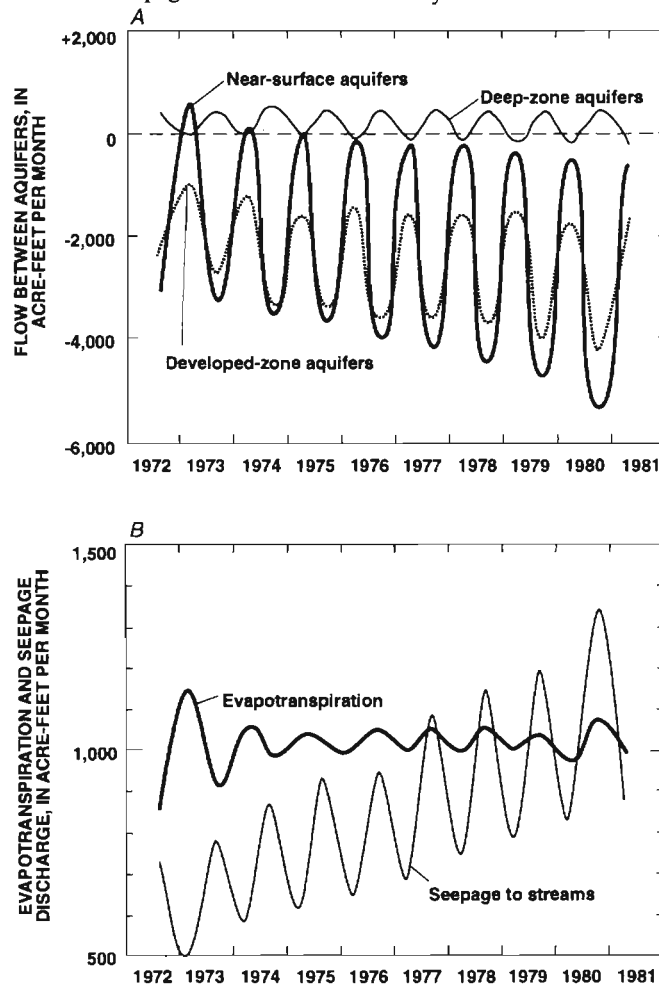 A
+2,000
0
-2,000
-4,000
-6,000
FLOW BETWEEN AQUIFERS, IN
ACRE-FEET PER MONTH
Near-surface aquifers
Deep-zone aquifers
Developed-zone aquifers
1972 1973 1974 1975 1976 1977 1978 1979 1980 1981
B
1,500
1,000
500
EVAPOTRANSPIRATION AND SEEPAGE
DISCHARGE, IN ACRE-FEET PER MONTH
Evapotranspiration
Seepage to streams
1972 1973 1974 1975 1976 1977 1978 1979 1980 1981